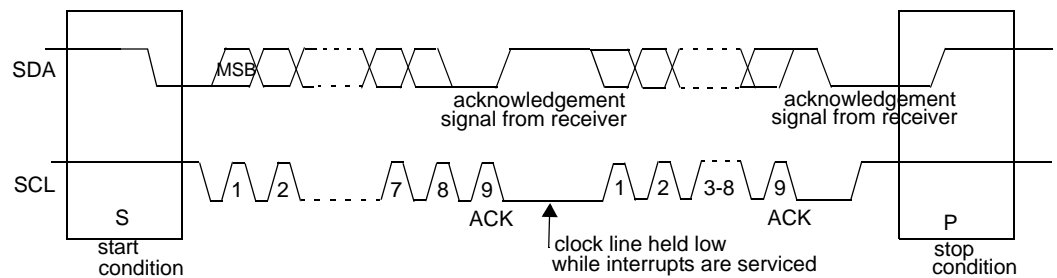 SDA
MSB
acknowledgement
signal from receiver
acknowledgement
signal from receiver
SCL
1 2 7 8 9 1 2 3-8 9
ACK ACK
S
P
start
condition
clock line held low
while interrupts are serviced
stop
condition